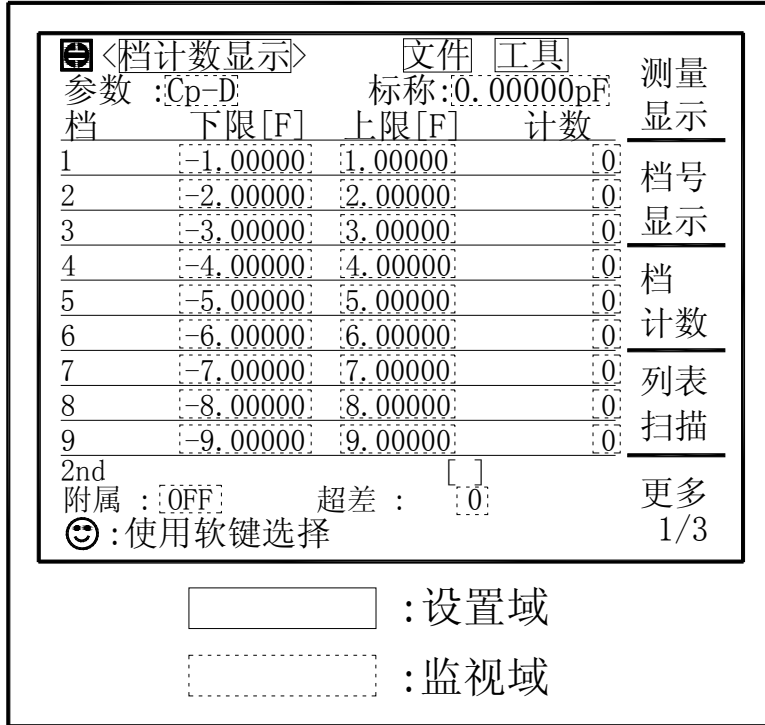 <档计数显示> 文件 工具
参数 :Cp-D 标称:0.00000pF
档 下限[F] 上限[F] 计数
1 -1.00000 1.00000 0
2 -2.00000 2.00000 0
3 -3.00000 3.00000 0
4 -4.00000 4.00000 0
5 -5.00000 5.00000 0
6 -6.00000 6.00000 0
7 -7.00000 7.00000 0
8 -8.00000 8.00000 0
9 -9.00000 9.00000 0
2nd [ ]
附属 :OFF 超差 : 0
:使用软键选择
测量
显示
档号
显示
档
计数
列表
扫描
更多
1/3
:设置域
:监视域